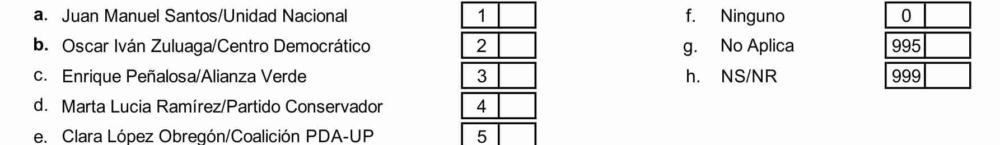 a. Juan Manuel Santos/Unidad Nacional 1
b. Oscar Iván Zuluaga/Centro Democrático 2
c. Enrique Peñalosa/Alianza Verde 3
d. Marta Lucia Ramírez/Partido Conservador 4
e. Clara López Obregón/Coalición PDA-UP 5
f. Ninguno 0
g. No Aplica 995
h. NS/NR 999